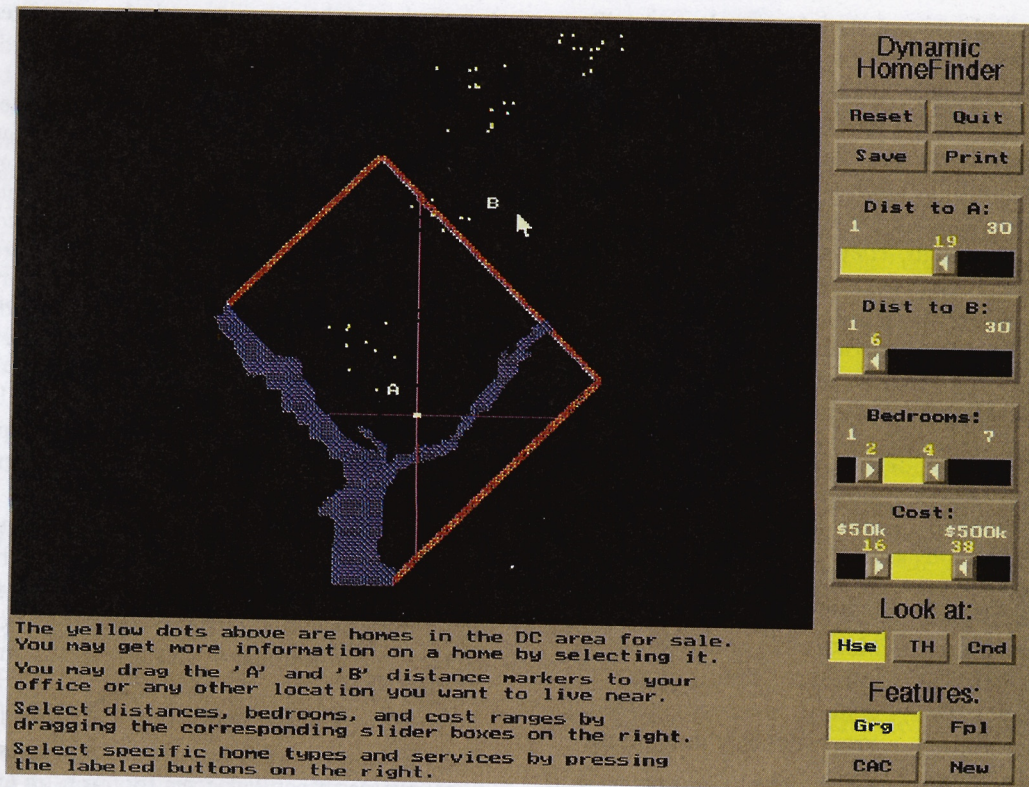 Dynamic
HomeFinder
Reset Quit
Save Print
Dist to A:
1 30
19
Dist to B:
1 30
6
Bedrooms:
1 7
2 4
Cost:
$50k $500k
16 38
Look at:
Hse TH Cnd
Features:
Grg Fpl
CAC New
B
A
The yellow dots above are homes in the DC area for sale.
You may get more information on a home by selecting it.
You may drag the 'A' and 'B' distance markers to your
office or any other location you want to live near.
Select distances, bedrooms, and cost ranges by
dragging the corresponding slider boxes on the right.
Select specific home types and services by pressing
the labeled buttons on the right.